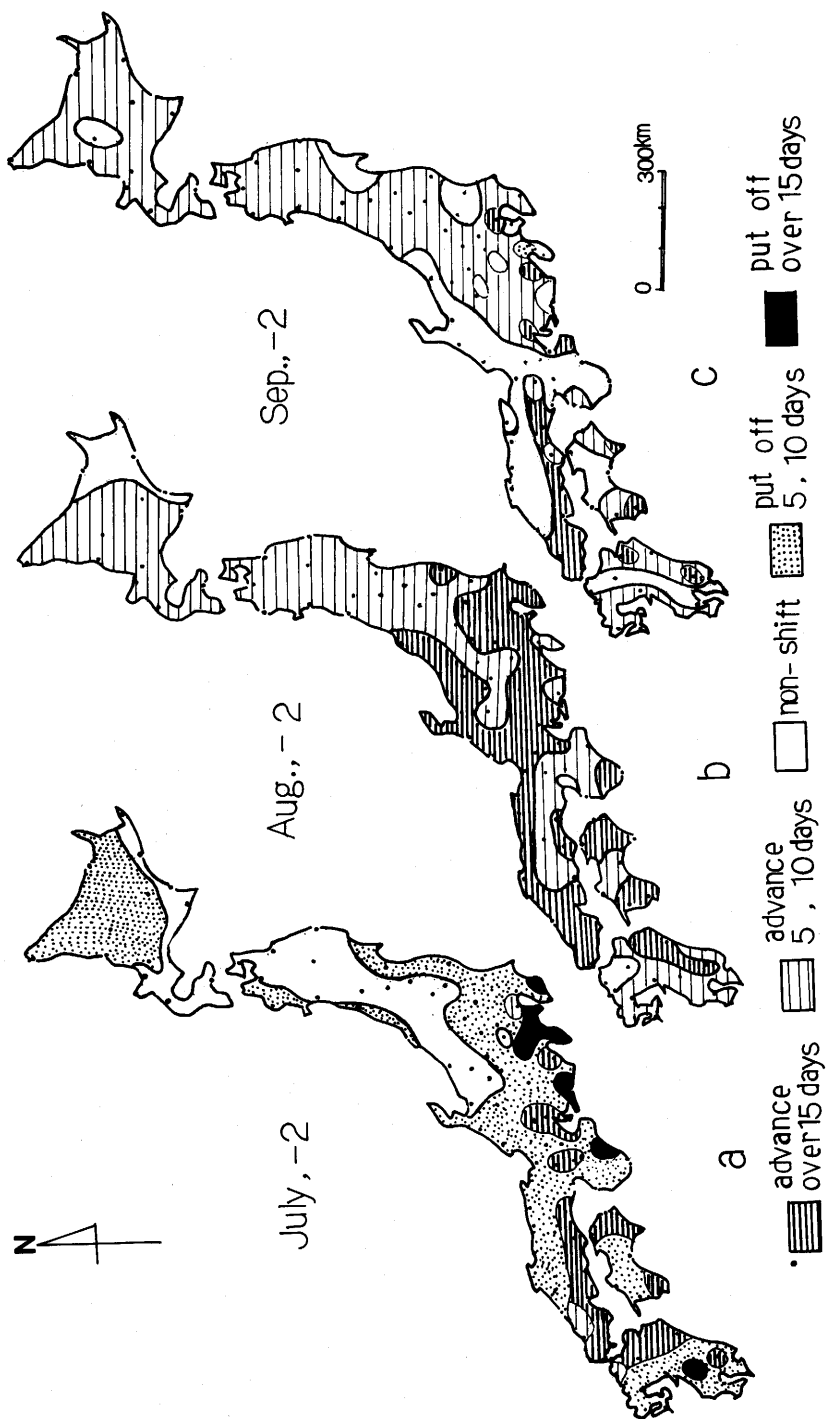 N
July, -2
Aug., -2
Sep., -2
0 300km
a
b
c
advance
over 15 days
advance
5, 10 days
non-shift
put off
5, 10 days
put off
over 15 days